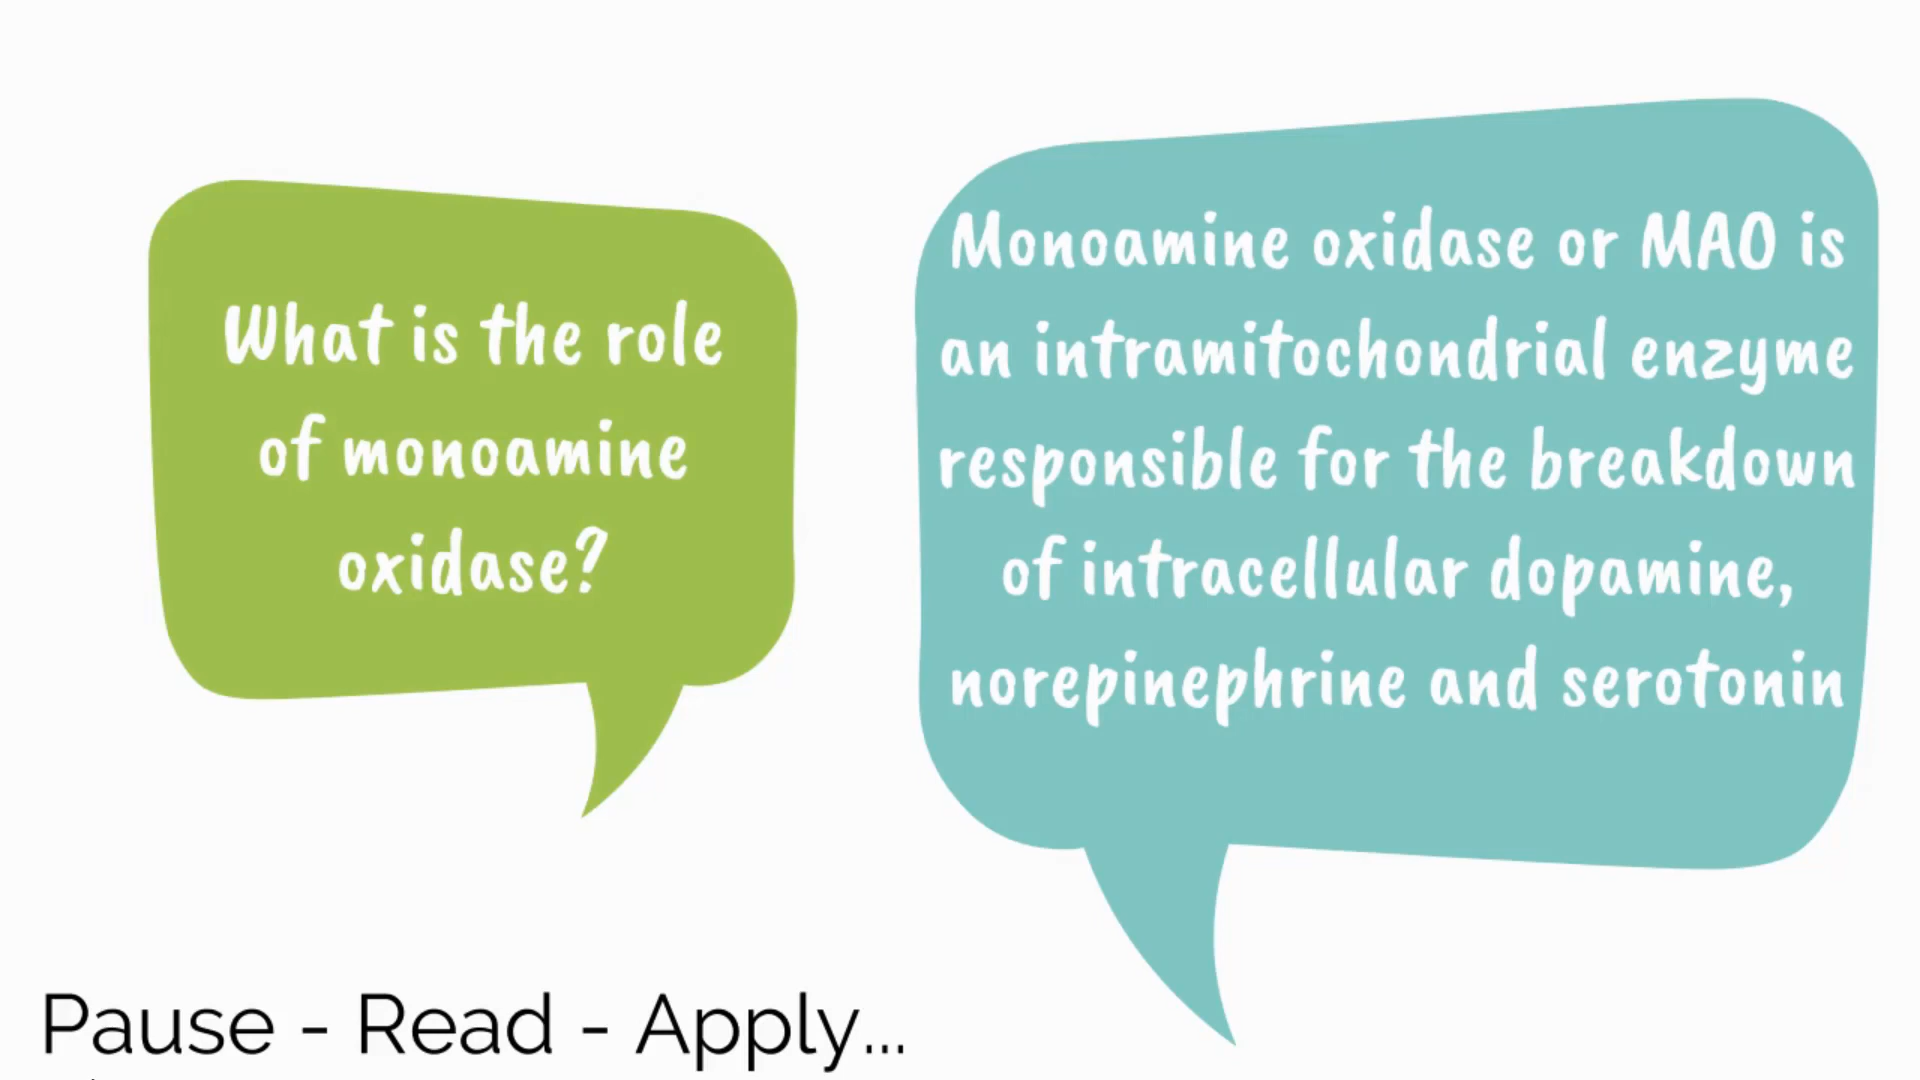 What is the role
of monoamine
oxidase?
Monoamine oxidase or MAO is
an intramitochondrial enzyme
responsible for the breakdown
of intracellular dopamine,
norepinephrine and serotonin
Pause - Read - Apply...